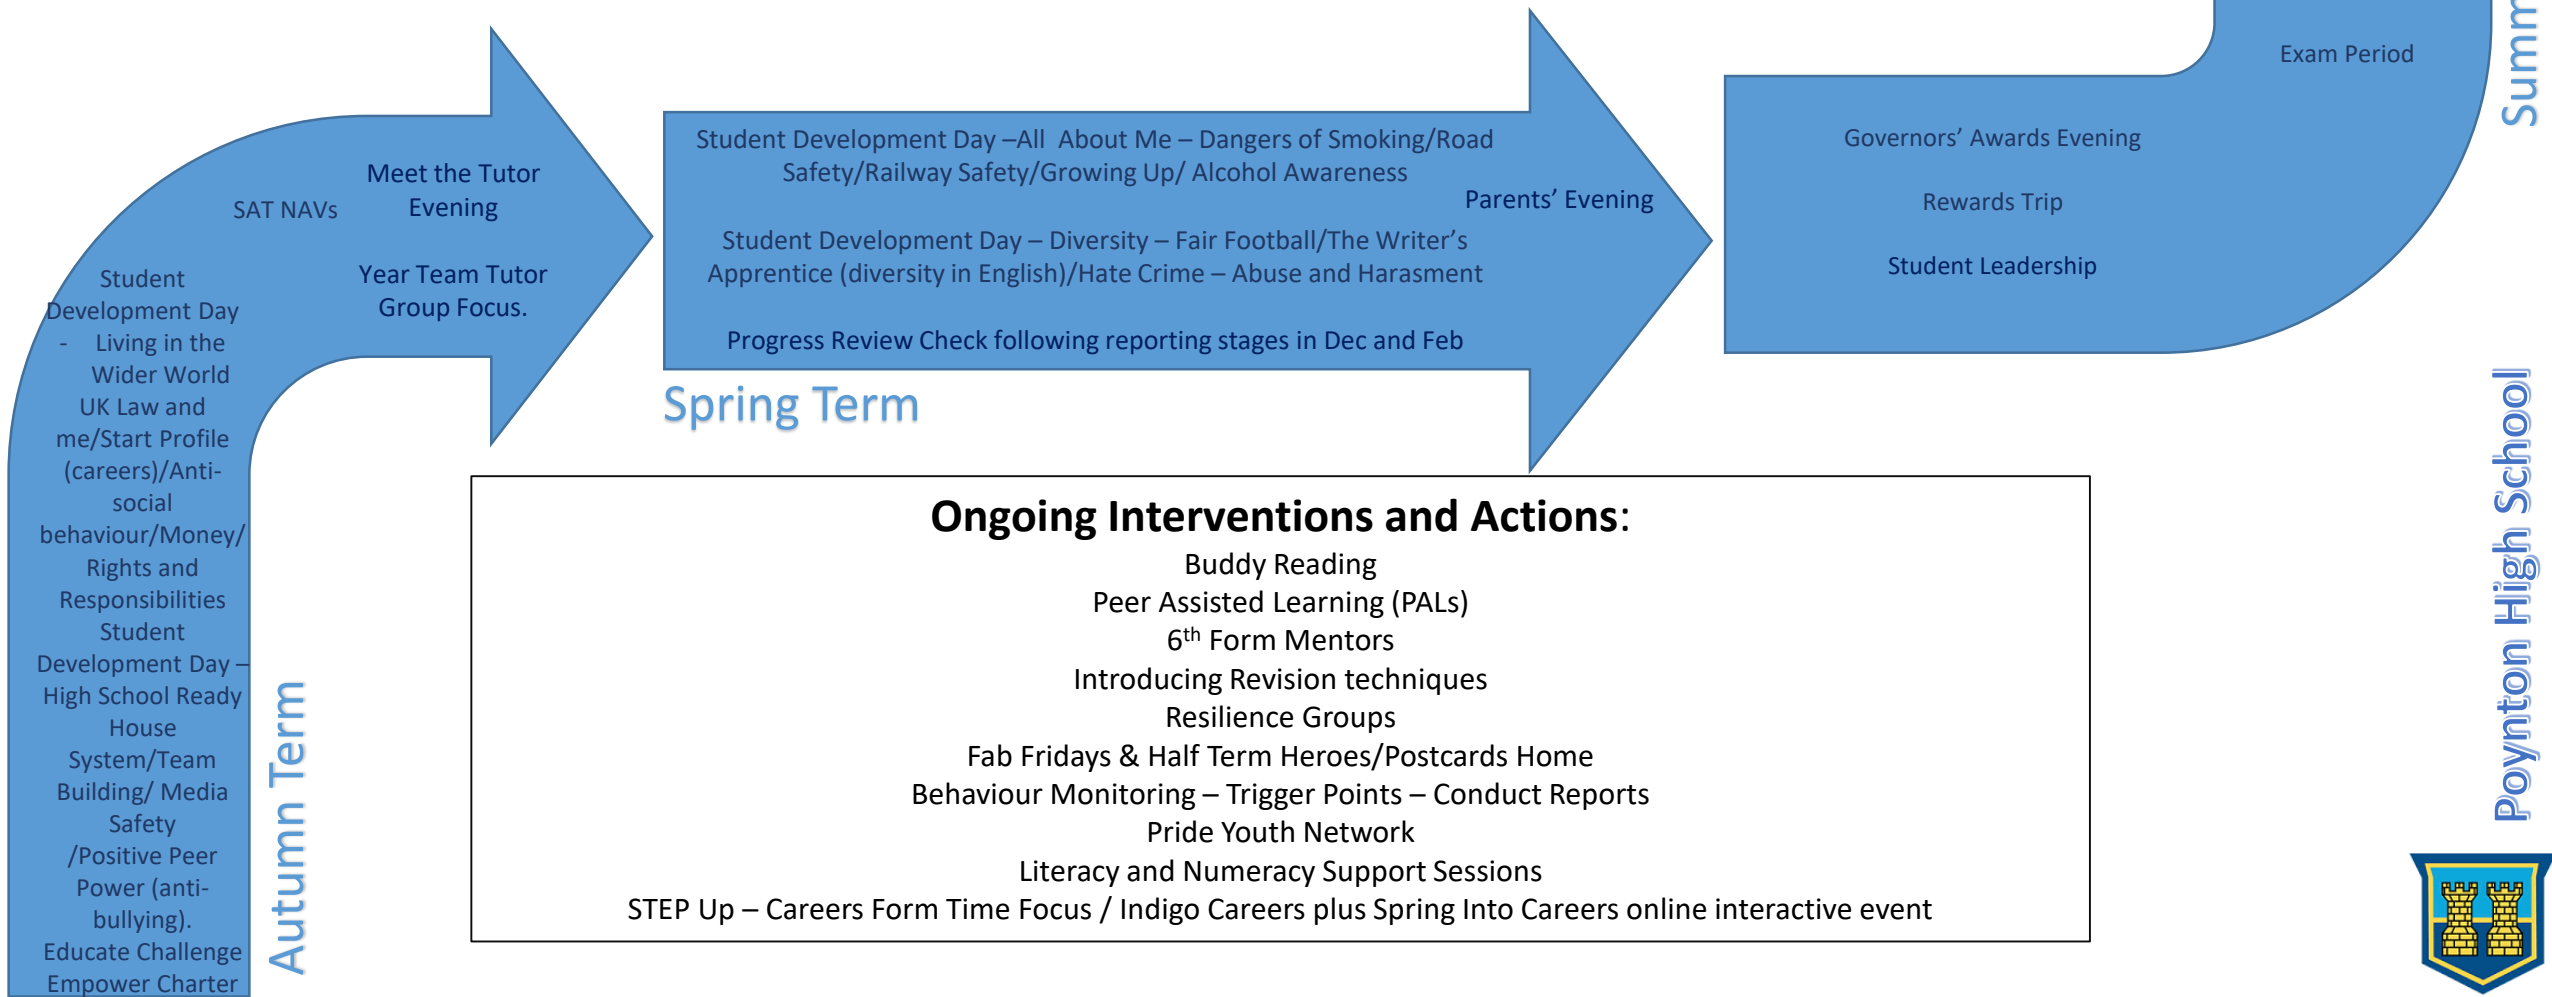 Student
Development Day
- Living in the
Wider World
UK Law and
me/Start Profile
(careers)/Anti-
social
behaviour/Money/
Rights and
Responsibilities
Student
Development Day –
High School Ready
House
System/Team
Building/ Media
Safety
/Positive Peer
Power (anti-
bullying).
Educate Challenge
Empower Charter
Autumn Term
SAT NAVs
Meet the Tutor
Evening
Year Team Tutor
Group Focus.
Student Development Day –All About Me – Dangers of Smoking/Road
Safety/Railway Safety/Growing Up/ Alcohol Awareness
Parents’ Evening
Student Development Day – Diversity – Fair Football/The Writer’s
Apprentice (diversity in English)/Hate Crime – Abuse and Harasment
Progress Review Check following reporting stages in Dec and Feb
Spring Term
Governors’ Awards Evening
Rewards Trip
Student Leadership
Exam Period
Ongoing Interventions and Actions:
Buddy Reading
Peer Assisted Learning (PALs)
6th Form Mentors
Introducing Revision techniques
Resilience Groups
Fab Fridays & Half Term Heroes/Postcards Home
Behaviour Monitoring – Trigger Points – Conduct Reports
Pride Youth Network
Literacy and Numeracy Support Sessions
STEP Up – Careers Form Time Focus / Indigo Careers plus Spring Into Careers online interactive event
Poynton High School